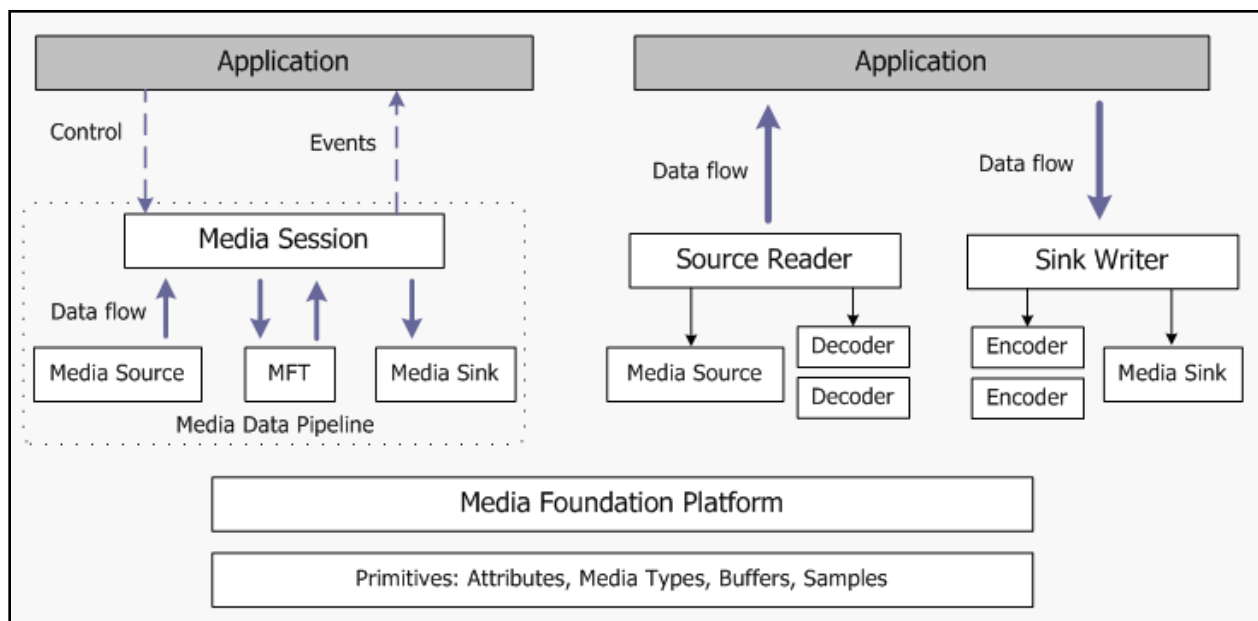 Application
Control
Events
Media Session
Data flow
Media Source
MFT
Media Sink
Media Data Pipeline
Application
Data flow
Data flow
Source Reader
Sink Writer
Media Source
Decoder
Decoder
Encoder
Encoder
Media Sink
Media Foundation Platform
Primitives: Attributes, Media Types, Buffers, Samples